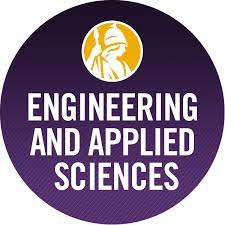 ENGINEERING
AND APPLIED
SCIENCES